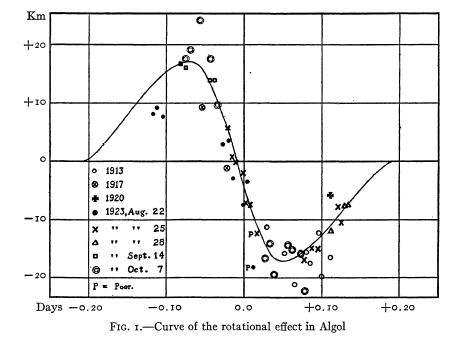 Km
+20
+10
0
-10
-20
○ 1913
⊗ 1917
✚ 1920
● 1923, Aug. 22
× " " 25
△ " " 28
□ " Sept. 14
◎ " Oct. 7
P = Poor.
P
P
Days -0.20 -0.10 0.0 +0.10 +0.20
FIG. 1.—Curve of the rotational effect in Algol